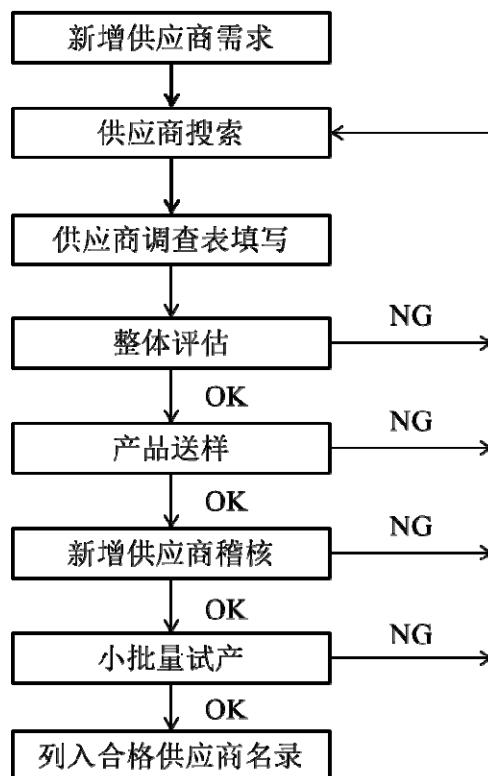 新增供应商需求
供应商搜索
供应商调查表填写
整体评估
NG
OK
产品送样
NG
OK
新增供应商稽核
NG
OK
小批量试产
NG
OK
列入合格供应商名录